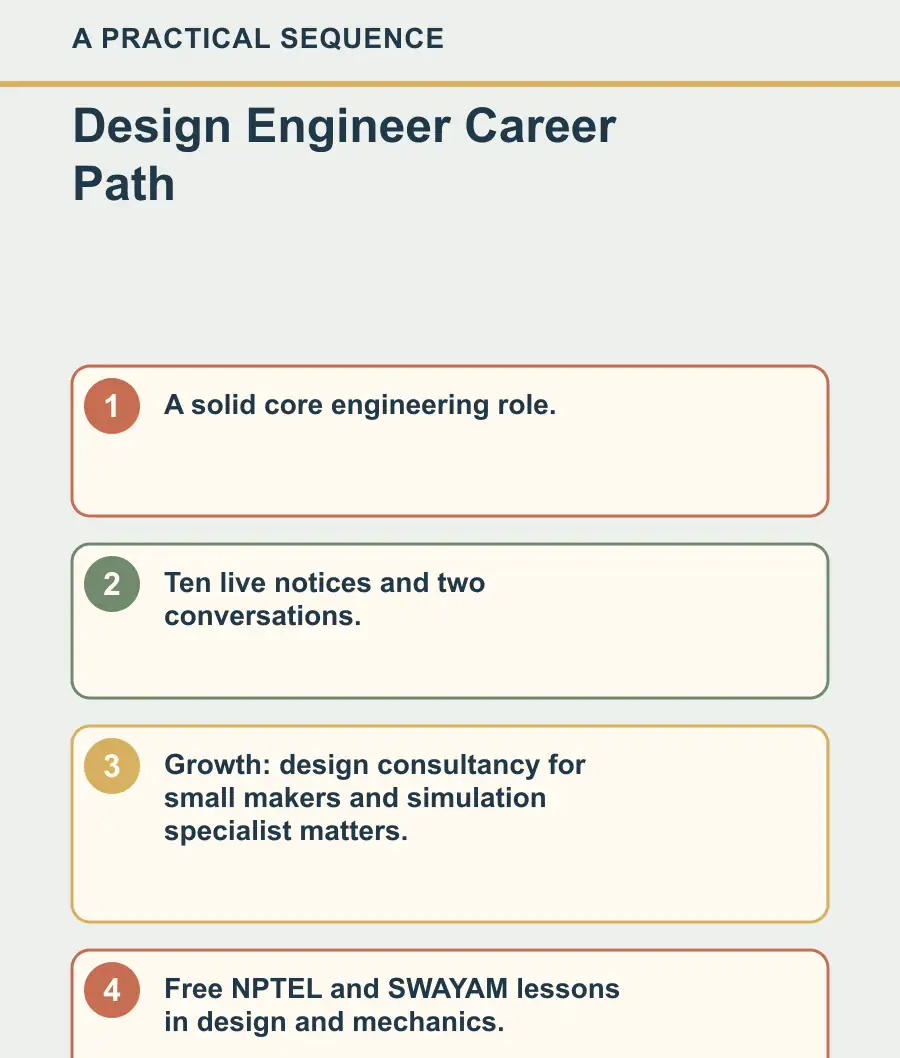 A PRACTICAL SEQUENCE
Design Engineer Career
Path
1
A solid core engineering role.
2
Ten live notices and two
conversations.
3
Growth: design consultancy for
small makers and simulation
specialist matters.
4
Free NPTEL and SWAYAM lessons
in design and mechanics.